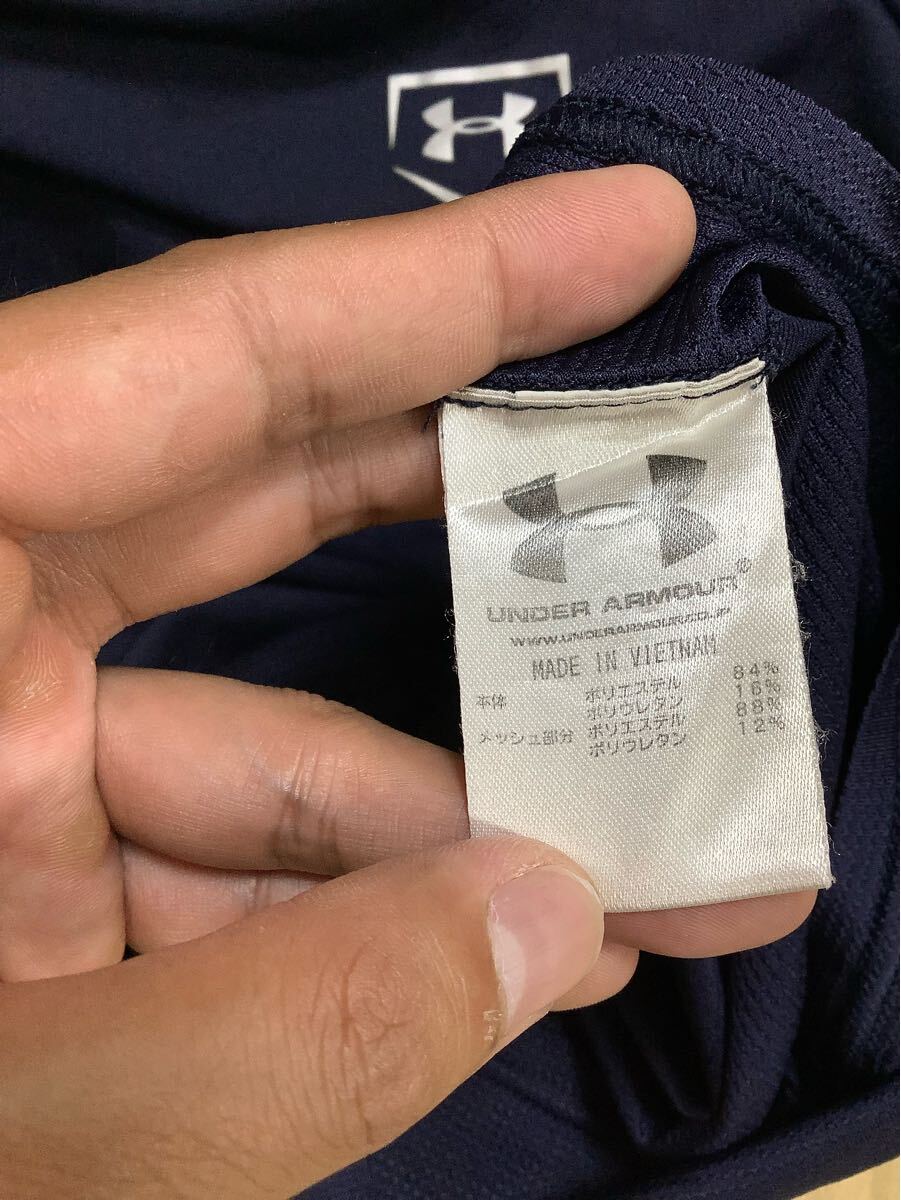 UNDER ARMOUR®
WWW.UNDERARMOUR.CO.JP
MADE IN VIETNAM
本体 ポリエステル 84%
ポリウレタン 16%
メッシュ部分 ポリエステル 88%
ポリウレタン 12%